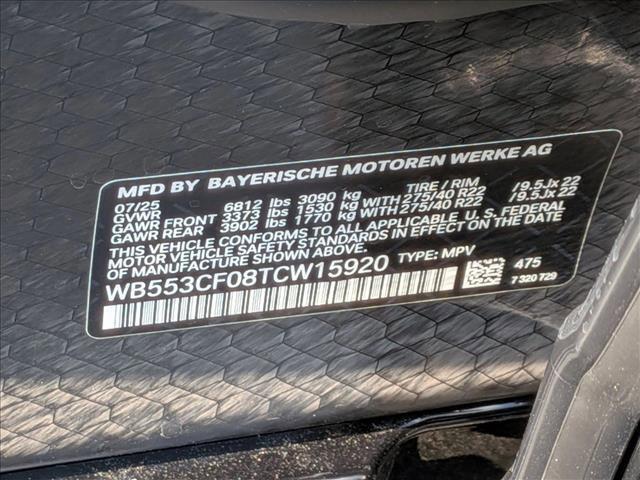 MFD BY BAYERISCHE MOTOREN WERKE AG
07/25 TIRE / RIM
GVWR 6812 lbs 3090 kg
GAWR FRONT 3373 lbs 1530 kg WITH 275/40 R22 /9.5Jx 22
GAWR REAR 3902 lbs 1770 kg WITH 275/40 R22 /9.5Jx 22
THIS VEHICLE CONFORMS TO ALL APPLICABLE U.S. FEDERAL
MOTOR VEHICLE SAFETY STANDARDS IN EFFECT ON THE
DATE OF MANUFACTURE SHOWN ABOVE.
WB553CF08TCW15920 TYPE: MPV
475
7 320 729